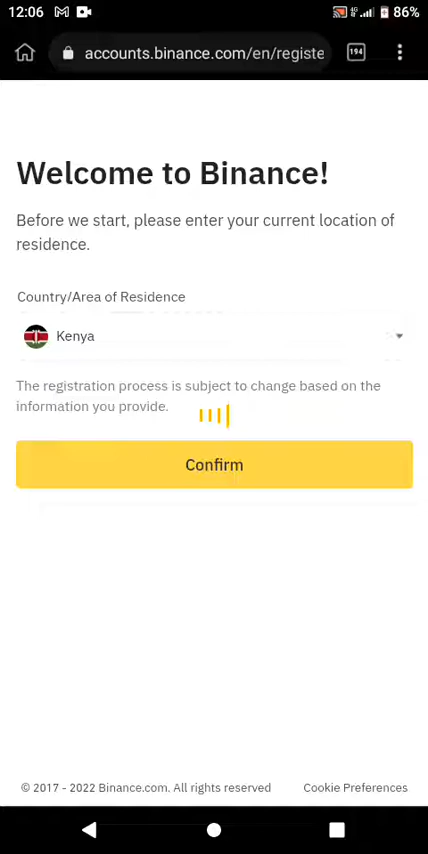 12:06 4G 86%
accounts.binance.com/en/registe 194
Welcome to Binance!
Before we start, please enter your current location of
residence.
Country/Area of Residence
Kenya
The registration process is subject to change based on the
information you provide.
Confirm
© 2017 - 2022 Binance.com. All rights reserved Cookie Preferences